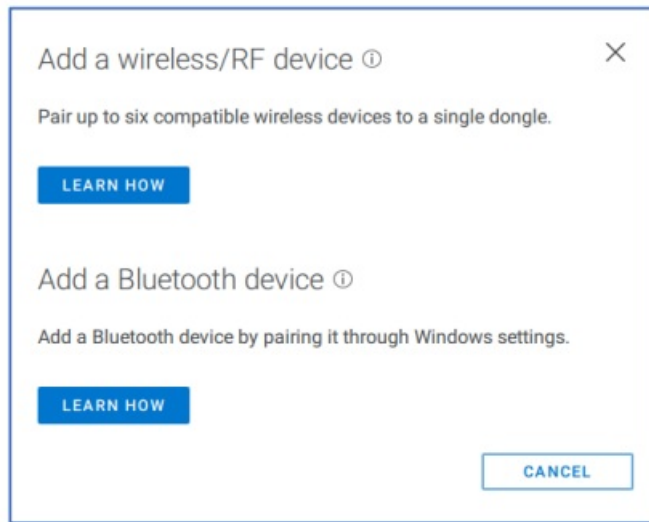 Add a wireless/RF device
Pair up to six compatible wireless devices to a single dongle.
LEARN HOW
Add a Bluetooth device
Add a Bluetooth device by pairing it through Windows settings.
LEARN HOW
CANCEL